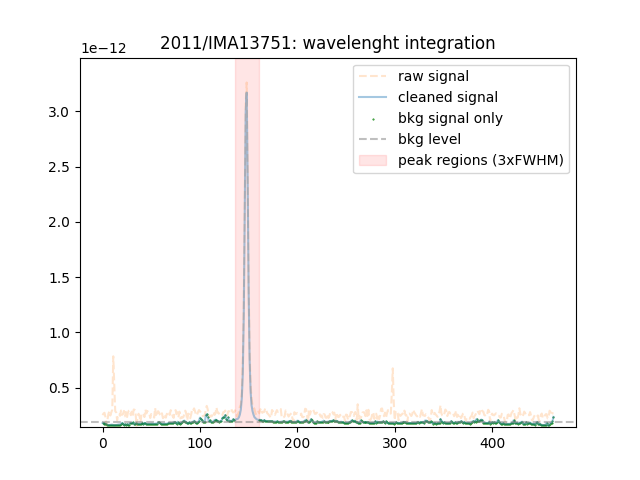 2011/IMA13751: wavelenght integration
1e−12
raw signal
cleaned signal
bkg signal only
bkg level
peak regions (3xFWHM)
3.0
2.5
2.0
1.5
1.0
0.5
0 100 200 300 400